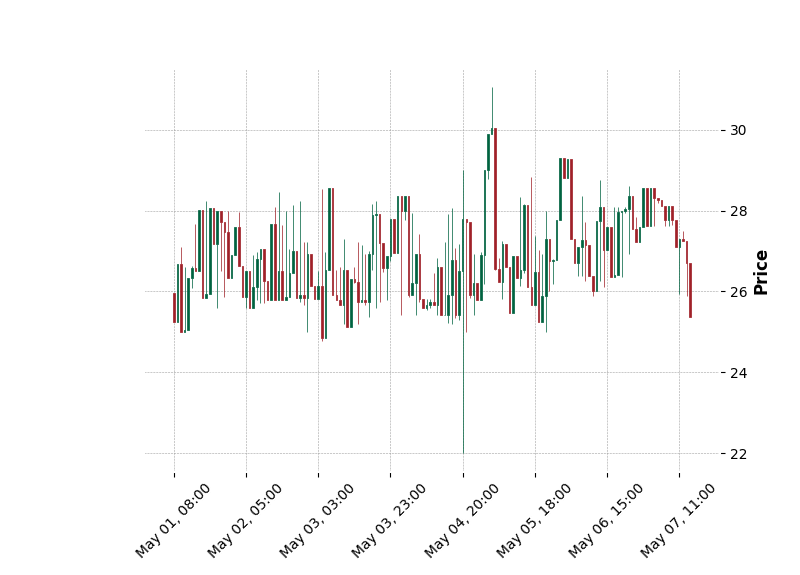 30
28
26
24
22
Price
May 01, 08:00
May 02, 05:00
May 03, 03:00
May 03, 23:00
May 04, 20:00
May 05, 18:00
May 06, 15:00
May 07, 11:00